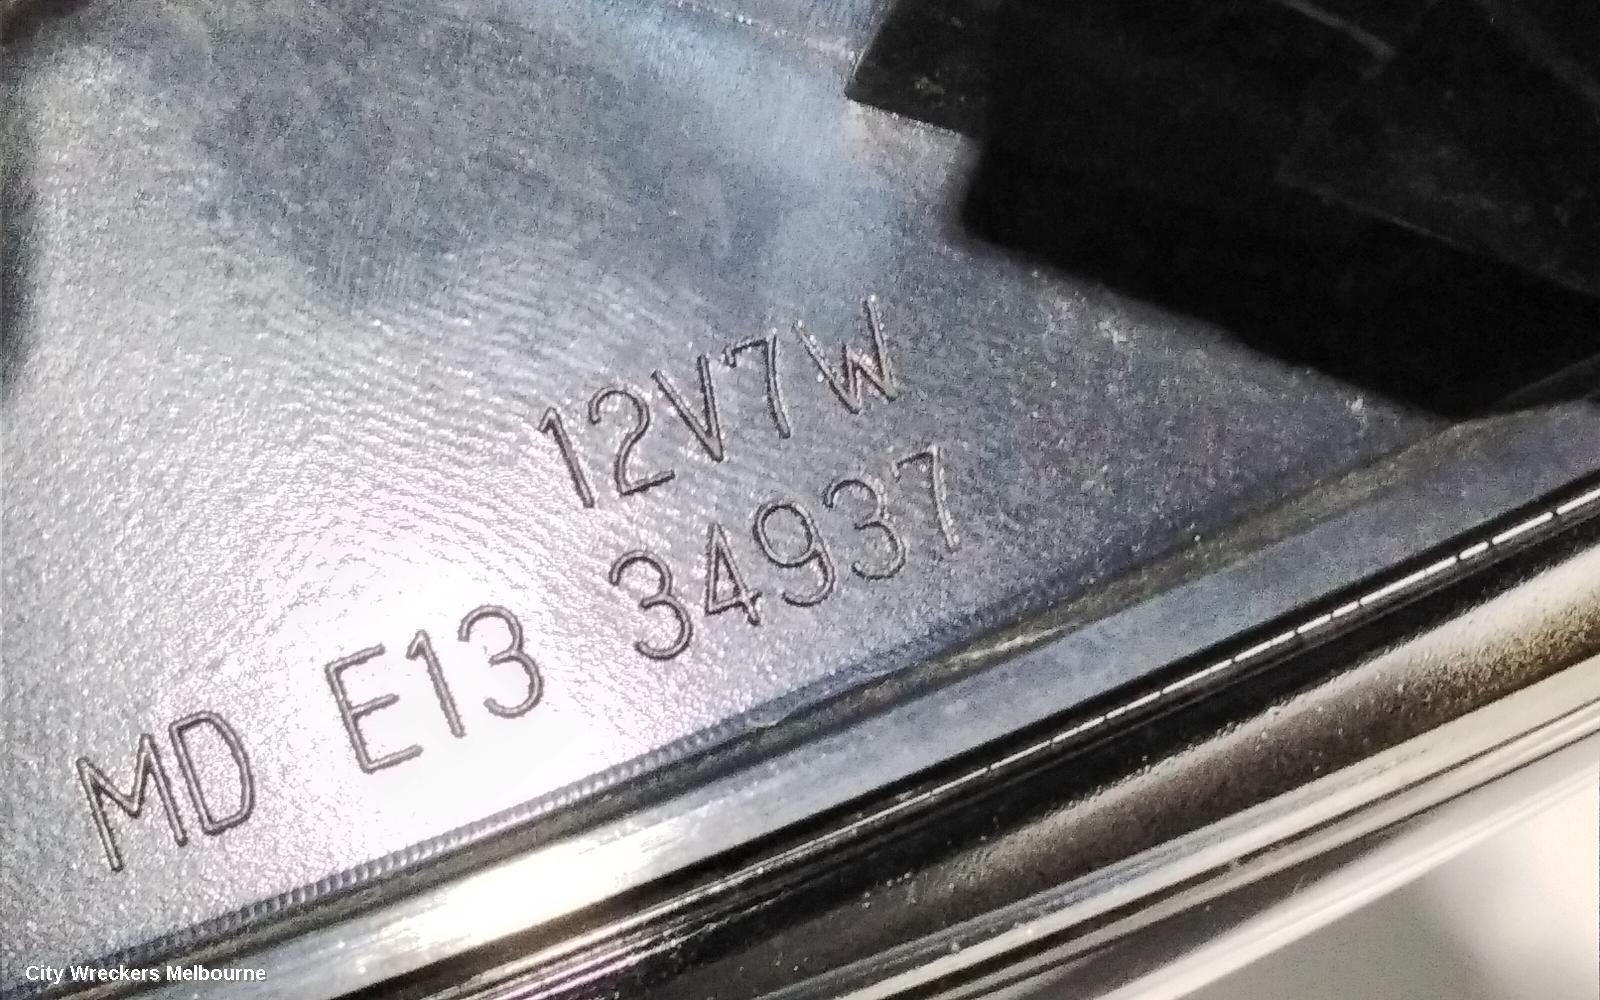 12V7W
MD E13 34937
City Wreckers Melbourne